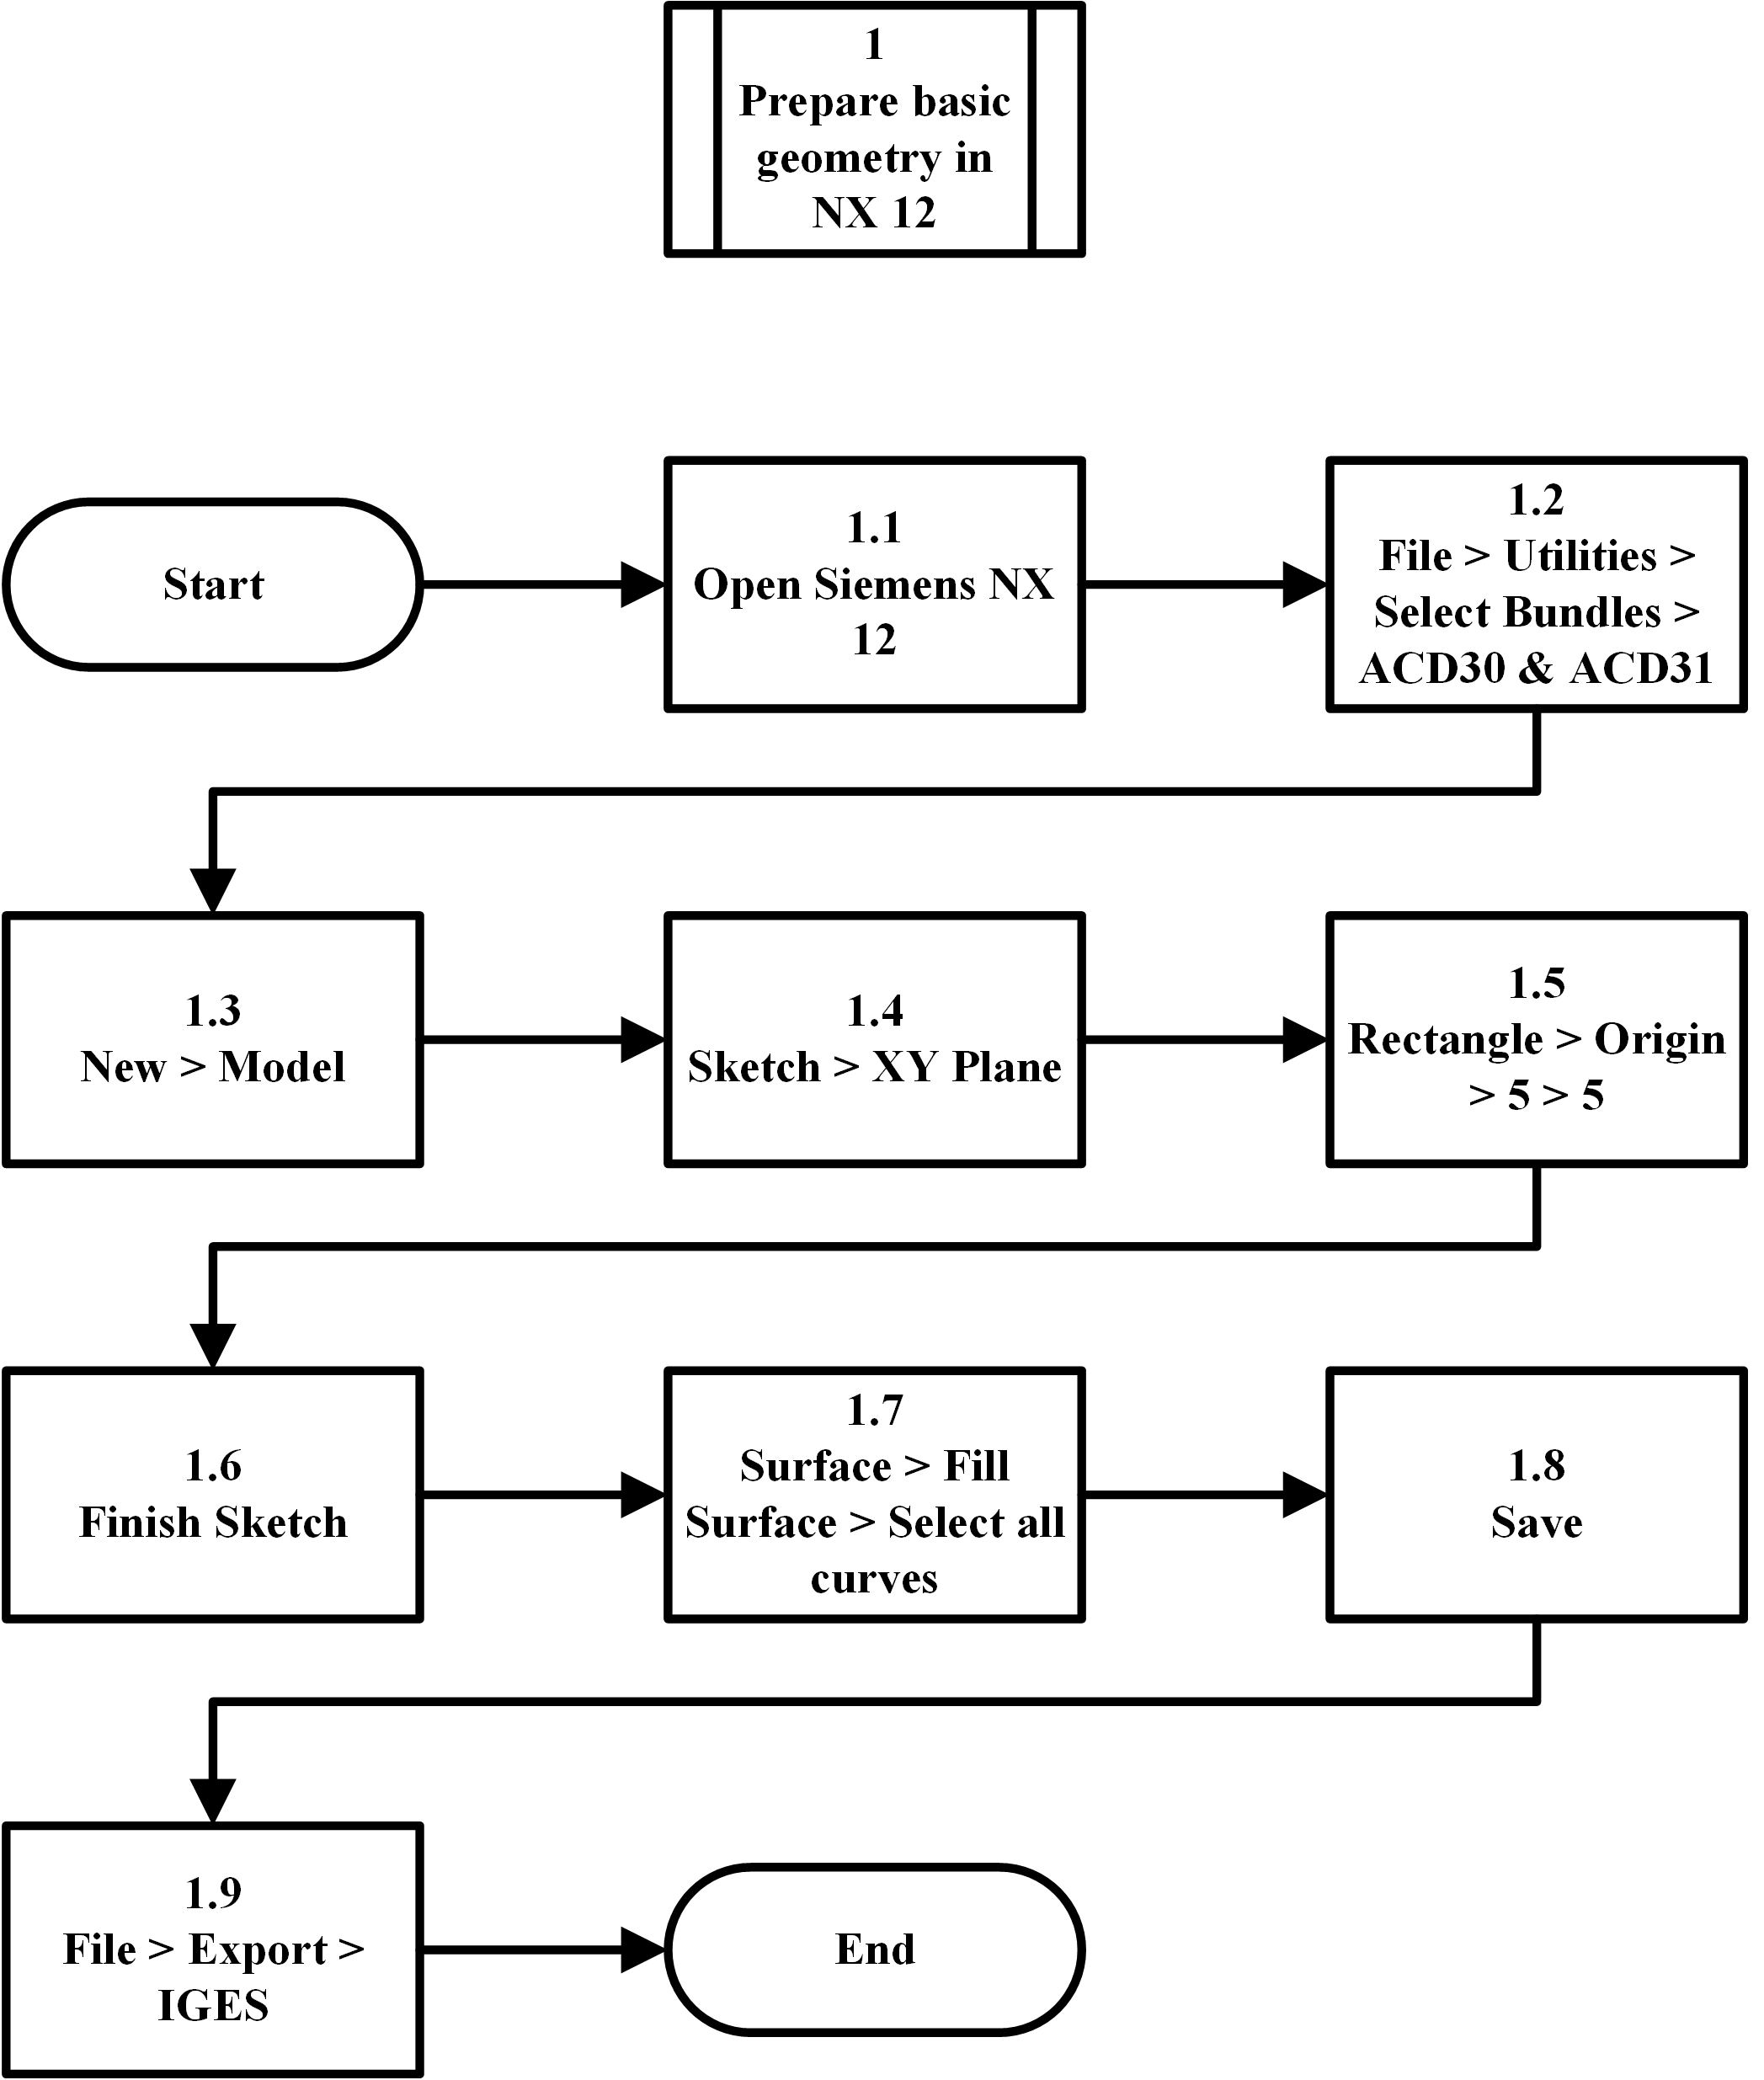 1
Prepare basic
geometry in
NX 12
Start
1.1
Open Siemens NX
12
1.2
File > Utilities >
Select Bundles >
ACD30 & ACD31
1.3
New > Model
1.4
Sketch > XY Plane
1.5
Rectangle > Origin
> 5 > 5
1.6
Finish Sketch
1.7
Surface > Fill
Surface > Select all
curves
1.8
Save
1.9
File > Export >
IGES
End